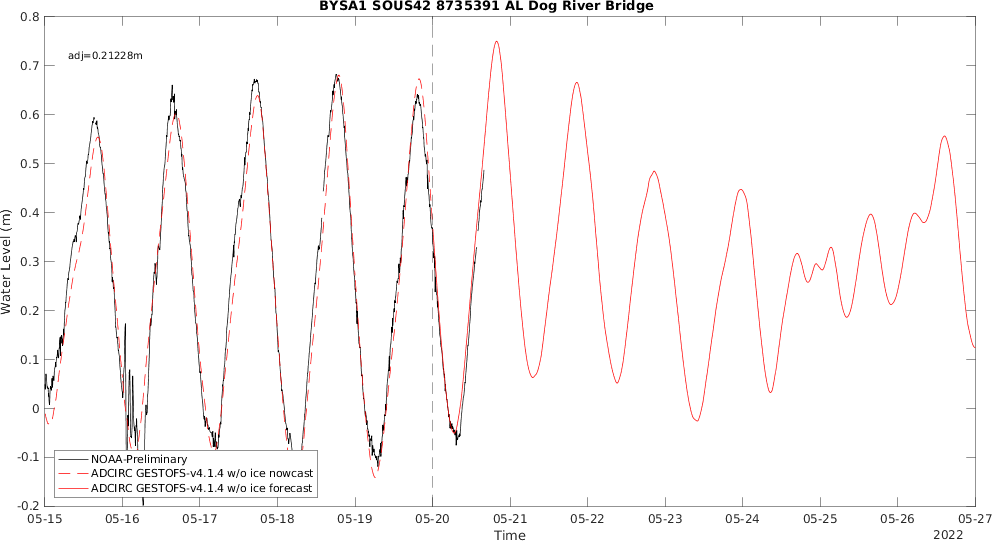 BYSA1 SOUS42 8735391 AL Dog River Bridge
0.8
adj=0.21228m
0.7
0.6
0.5
0.4
0.3
0.2
0.1
0
-0.1
-0.2
Water Level (m)
NOAA-Preliminary
ADCIRC GESTOFS-v4.1.4 w/o ice nowcast
ADCIRC GESTOFS-v4.1.4 w/o ice forecast
05-15 05-16 05-17 05-18 05-19 05-20 05-21 05-22 05-23 05-24 05-25 05-26 05-27
Time
2022